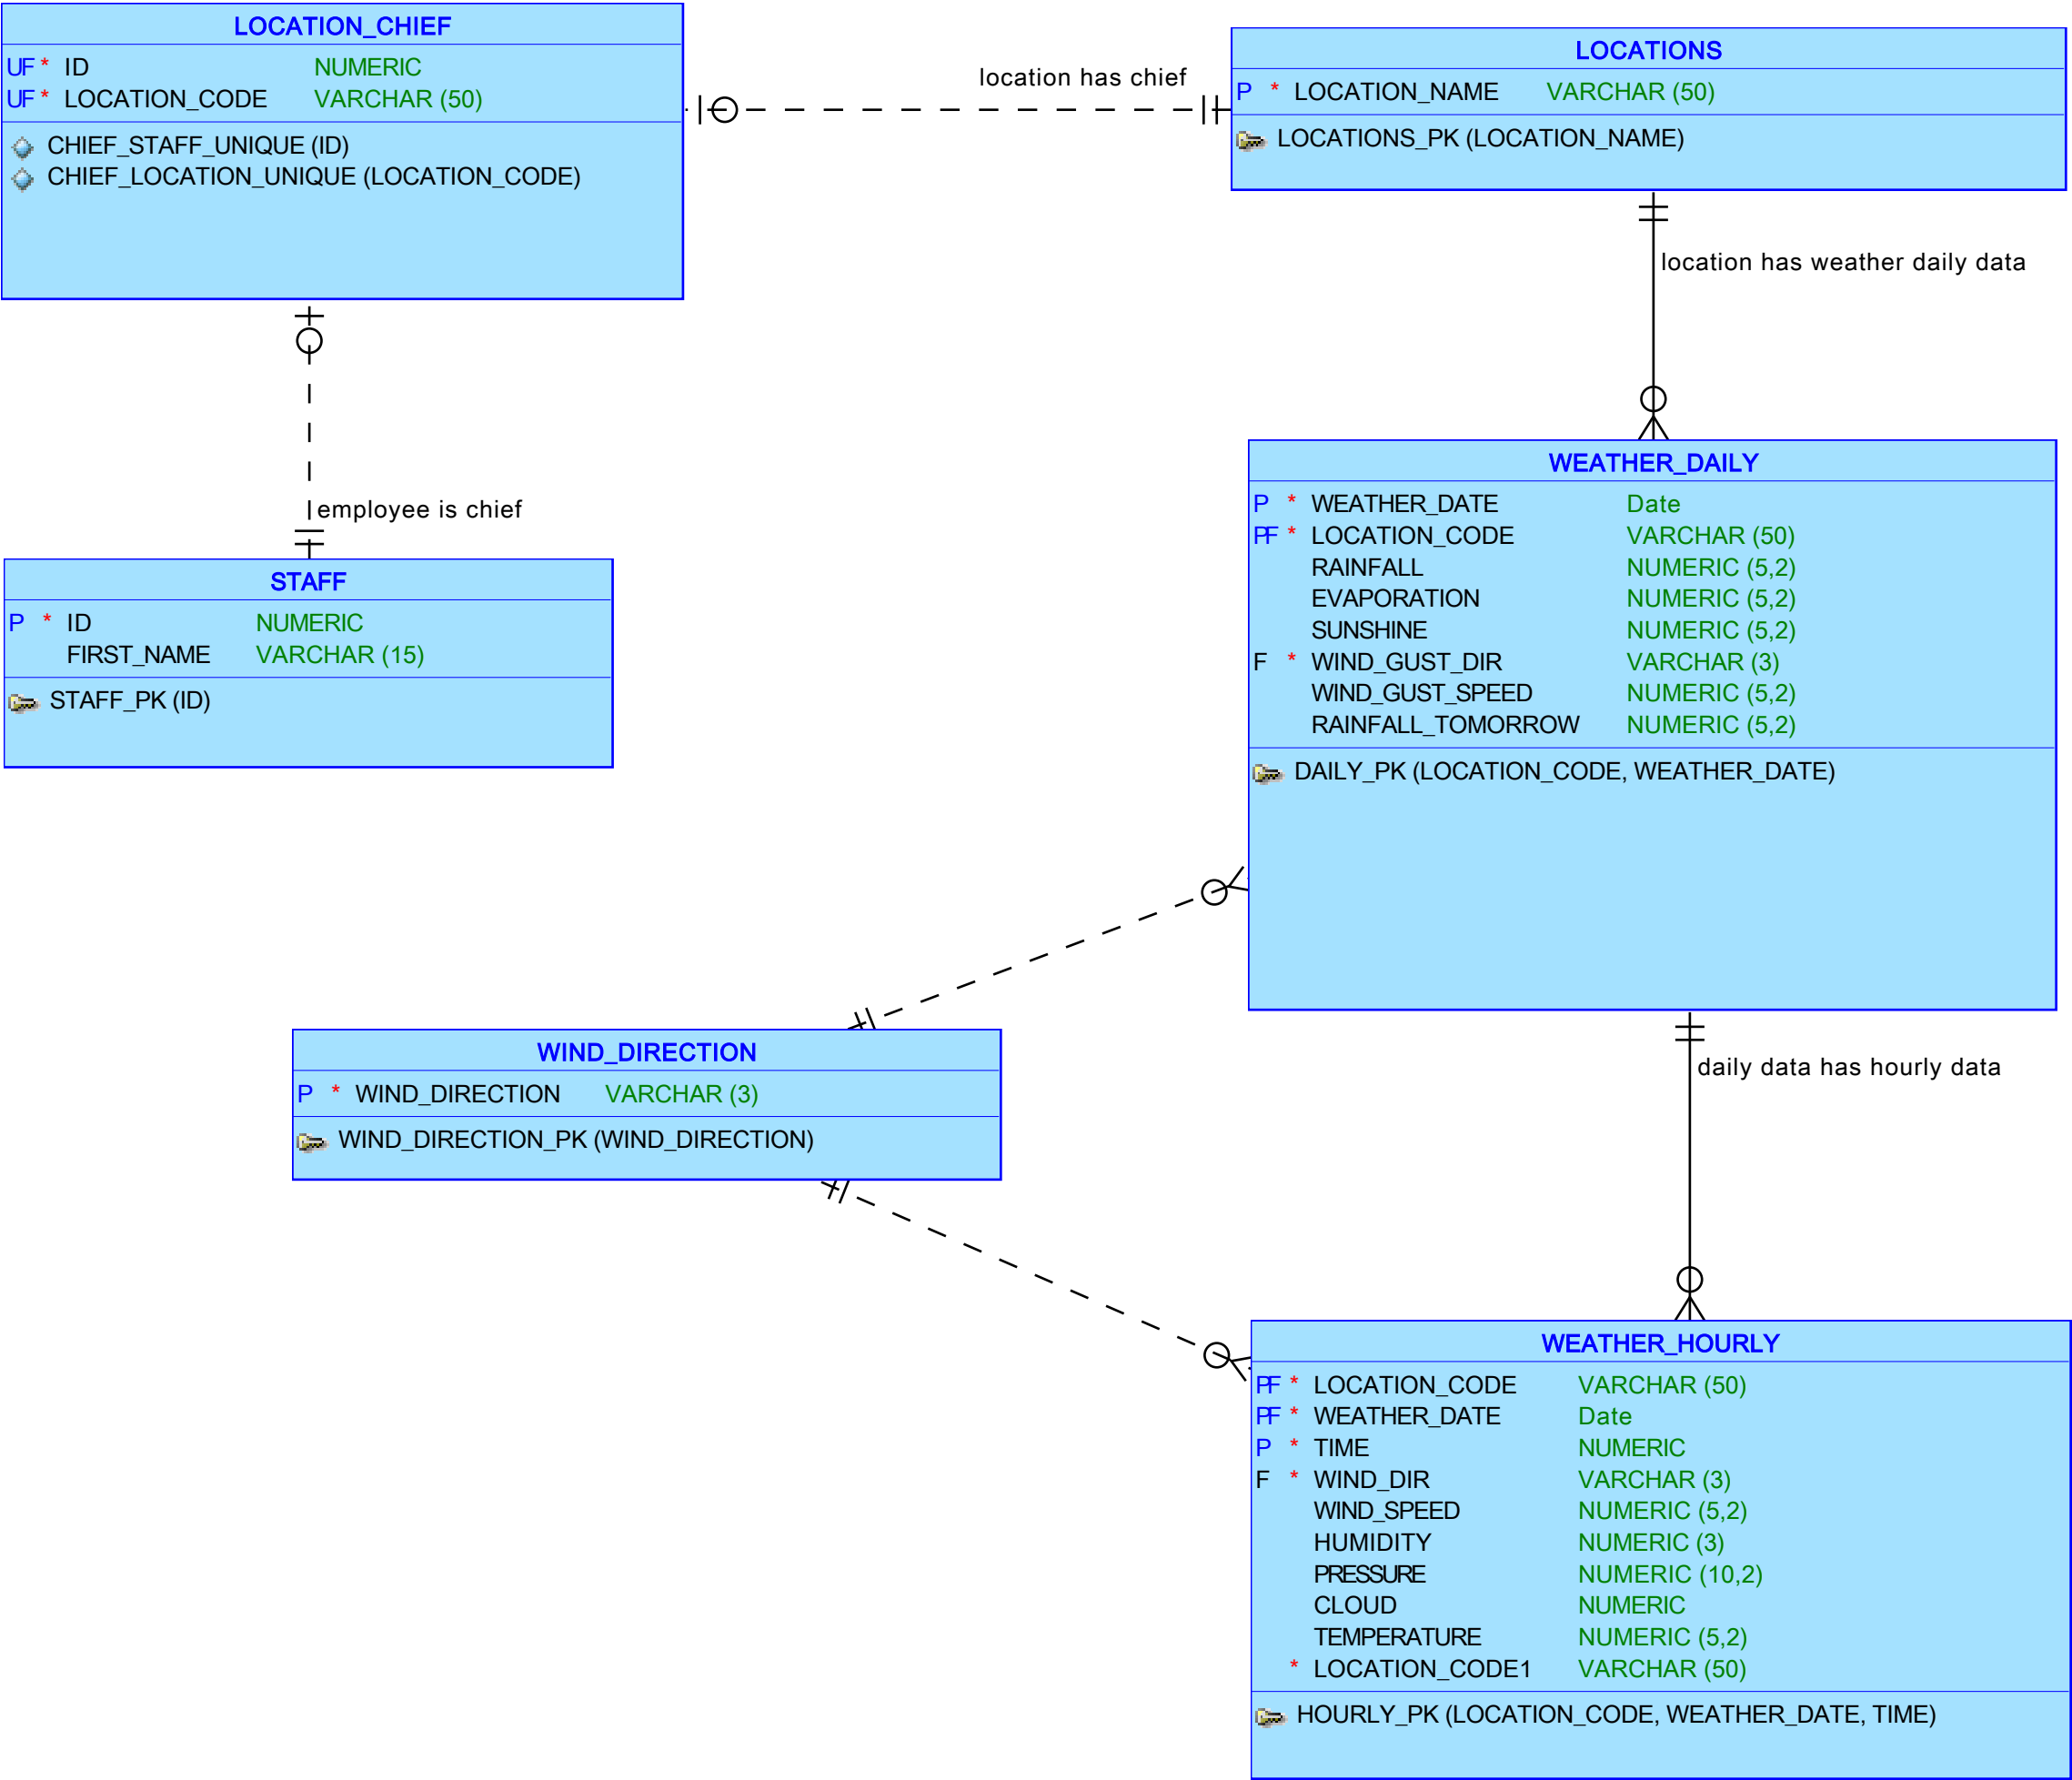 LOCATION_CHIEF
UF * ID NUMERIC
UF * LOCATION_CODE VARCHAR (50)
CHIEF_STAFF_UNIQUE (ID)
CHIEF_LOCATION_UNIQUE (LOCATION_CODE)
location has chief
LOCATIONS
P * LOCATION_NAME VARCHAR (50)
LOCATIONS_PK (LOCATION_NAME)
location has weather daily data
employee is chief
STAFF
P * ID NUMERIC
FIRST_NAME VARCHAR (15)
STAFF_PK (ID)
WEATHER_DAILY
P * WEATHER_DATE Date
PF * LOCATION_CODE VARCHAR (50)
RAINFALL NUMERIC (5,2)
EVAPORATION NUMERIC (5,2)
SUNSHINE NUMERIC (5,2)
F * WIND_GUST_DIR VARCHAR (3)
WIND_GUST_SPEED NUMERIC (5,2)
RAINFALL_TOMORROW NUMERIC (5,2)
DAILY_PK (LOCATION_CODE, WEATHER_DATE)
WIND_DIRECTION
P * WIND_DIRECTION VARCHAR (3)
WIND_DIRECTION_PK (WIND_DIRECTION)
daily data has hourly data
WEATHER_HOURLY
PF * LOCATION_CODE VARCHAR (50)
PF * WEATHER_DATE Date
P * TIME NUMERIC
F * WIND_DIR VARCHAR (3)
WIND_SPEED NUMERIC (5,2)
HUMIDITY NUMERIC (3)
PRESSURE NUMERIC (10,2)
CLOUD NUMERIC
TEMPERATURE NUMERIC (5,2)
* LOCATION_CODE1 VARCHAR (50)
HOURLY_PK (LOCATION_CODE, WEATHER_DATE, TIME)